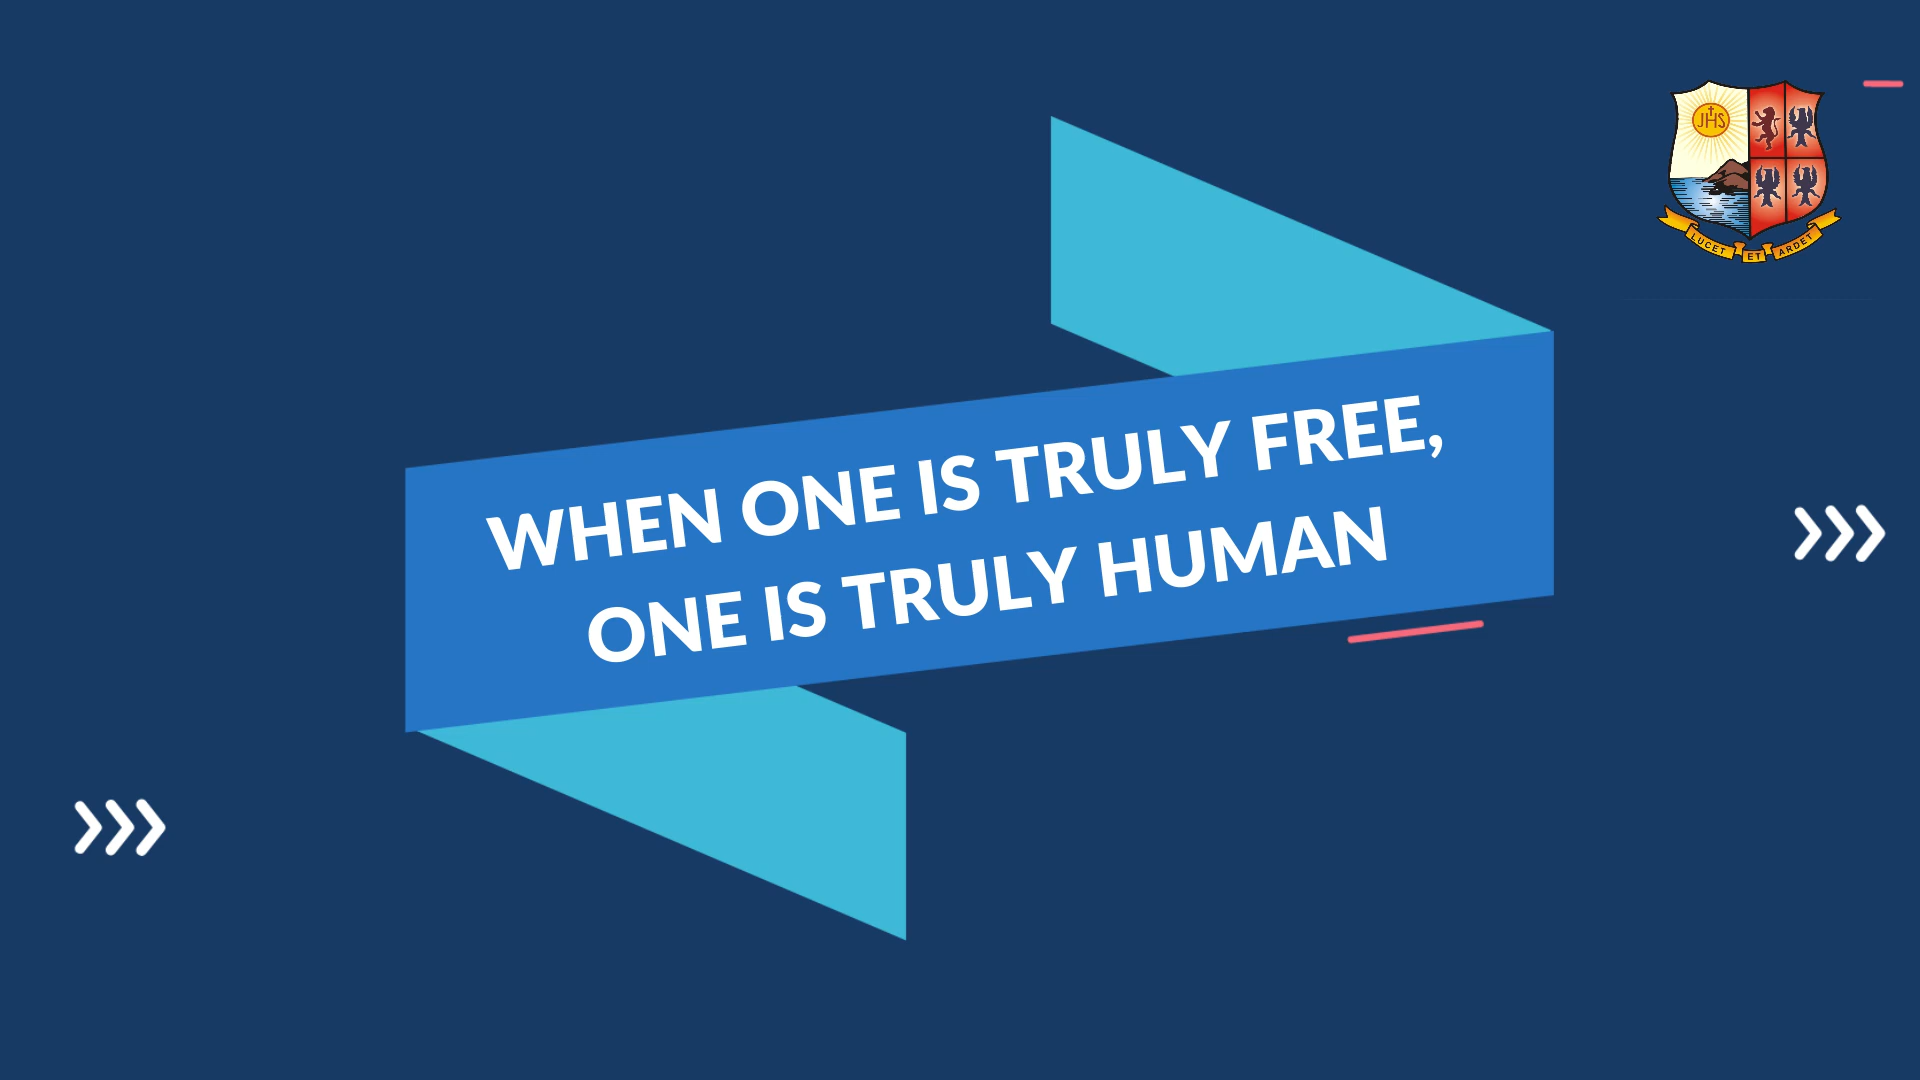 JHS
LUCET ET ARDET
WHEN ONE IS TRULY FREE,
ONE IS TRULY HUMAN